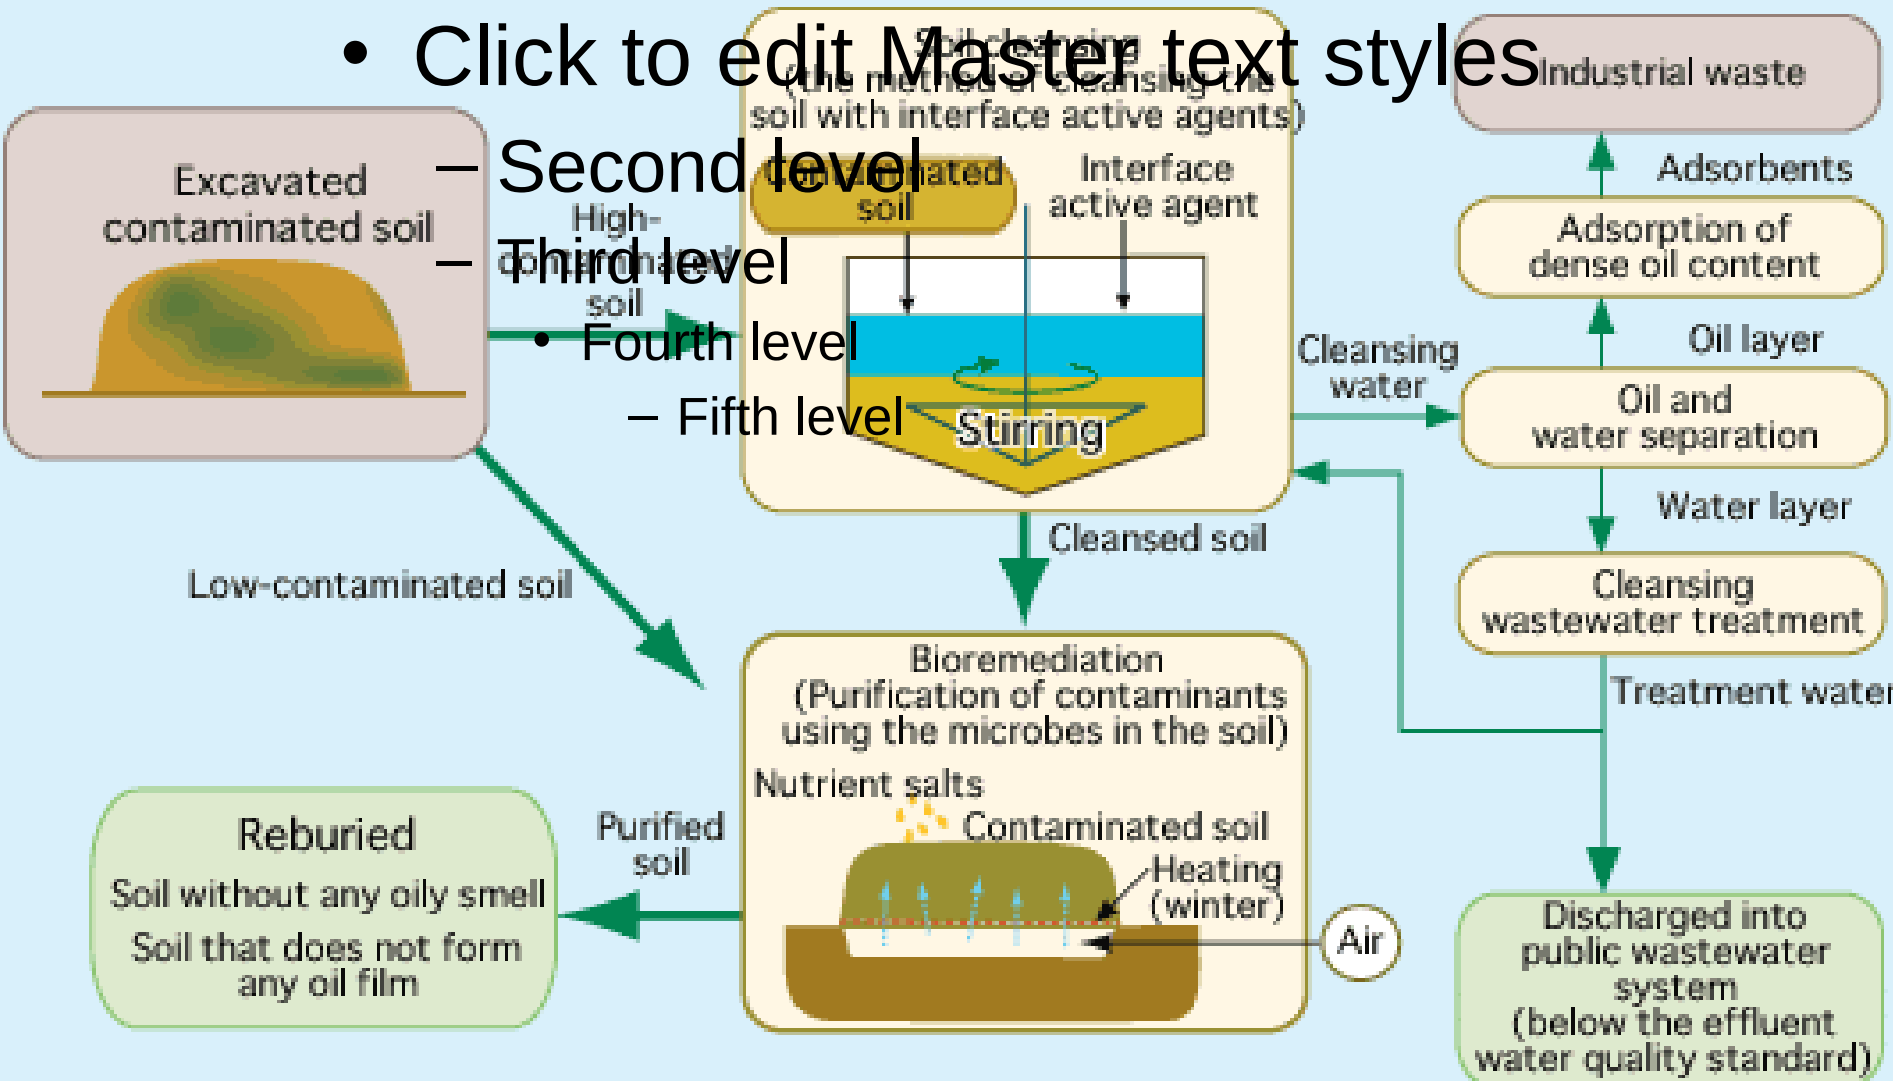 • Click to edit Master text styles
– Second level
– Third level
• Fourth level
– Fifth level
Excavated
contaminated soil
High-
contaminated
soil
Soil cleansing
(the method of cleansing the
soil with interface active agents)
Contaminated
soil
Interface
active agent
Stirring
Cleansing
water
Industrial waste
Adsorbents
Adsorption of
dense oil content
Oil layer
Oil and
water separation
Water layer
Cleansing
wastewater treatment
Treatment water
Cleansed soil
Low-contaminated soil
Bioremediation
(Purification of contaminants
using the microbes in the soil)
Nutrient salts
Contaminated soil
Heating
(winter)
Air
Purified
soil
Reburied
Soil without any oily smell
Soil that does not form
any oil film
Discharged into
public wastewater
system
(below the effluent
water quality standard)